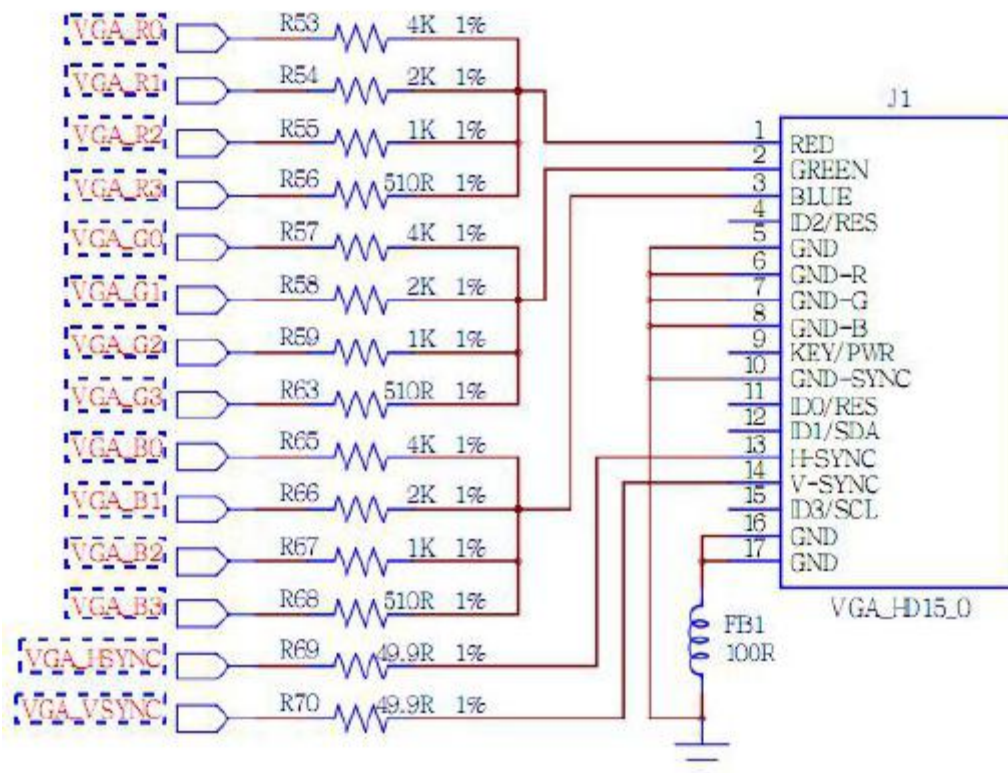 VGA_R0 R53 4K 1%
VGA_R1 R54 2K 1%
VGA_R2 R55 1K 1%
VGA_R3 R56 510R 1%
VGA_G0 R57 4K 1%
VGA_G1 R58 2K 1%
VGA_G2 R59 1K 1%
VGA_G3 R63 510R 1%
VGA_B0 R65 4K 1%
VGA_B1 R66 2K 1%
VGA_B2 R67 1K 1%
VGA_B3 R68 510R 1%
VGA_HSYNC R69 49.9R 1%
VGA_VSYNC R70 49.9R 1%
J1
1 RED
2 GREEN
3 BLUE
4 ID2/RES
5 GND
6 GND-R
7 GND-G
8 GND-B
9 KEY/PWR
10 GND-SYNC
11 ID0/RES
12 ID1/SDA
13 H-SYNC
14 V-SYNC
15 ID3/SCL
16 GND
17 GND
VGA_HD15_0
FB1
100R